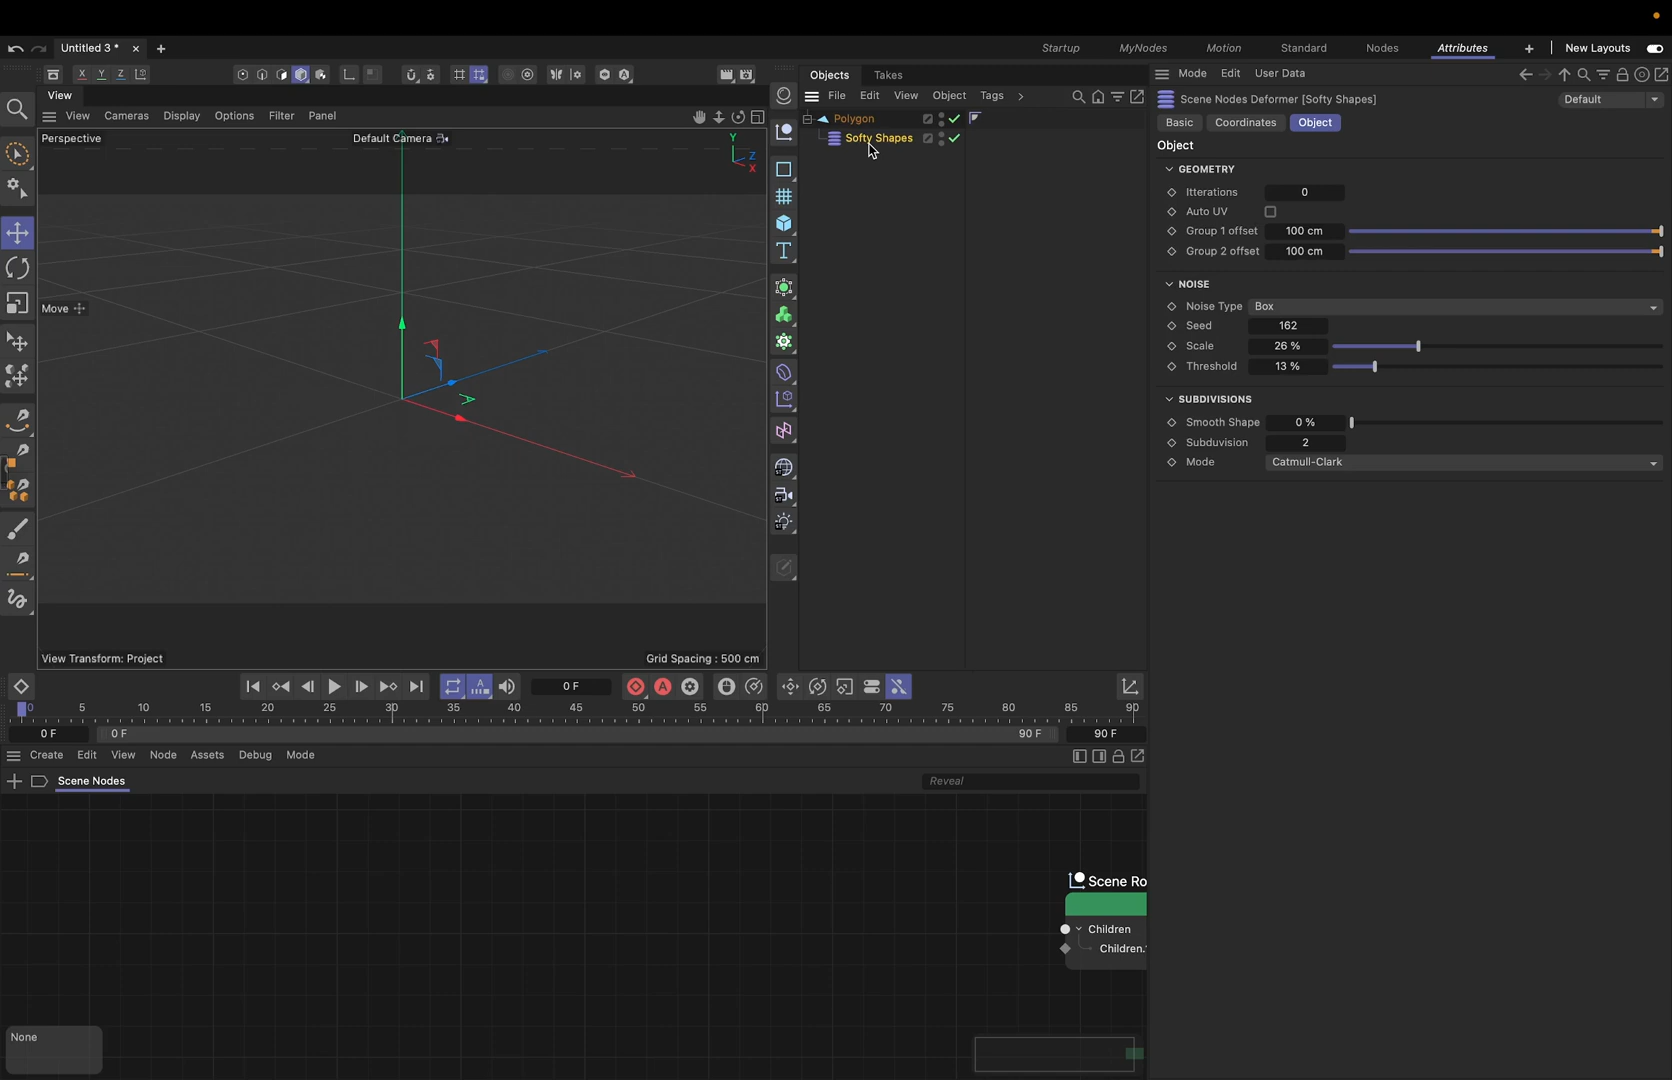 Untitled 3 *
Startup MyNodes Motion Standard Nodes Attributes New Layouts
X Y Z
View
View Cameras Display Options Filter Panel
Perspective Default Camera
Y
Z
X
Move
View Transform: Project Grid Spacing : 500 cm
Objects Takes
File Edit View Object Tags
Polygon
Softy Shapes
Mode Edit User Data
Scene Nodes Deformer [Softy Shapes] Default
Basic Coordinates Object
Object
GEOMETRY
Itterations 0
Auto UV
Group 1 offset 100 cm
Group 2 offset 100 cm
NOISE
Noise Type Box
Seed 162
Scale 26 %
Threshold 13 %
SUBDIVISIONS
Smooth Shape 0 %
Subduvision 2
Mode Catmull-Clark
0 F
0 5 10 15 20 25 30 35 40 45 50 55 60 65 70 75 80 85 90
0 F 0 F 90 F 90 F
Create Edit View Node Assets Debug Mode
Scene Nodes Reveal
Scene Ro
Children
Children.
None